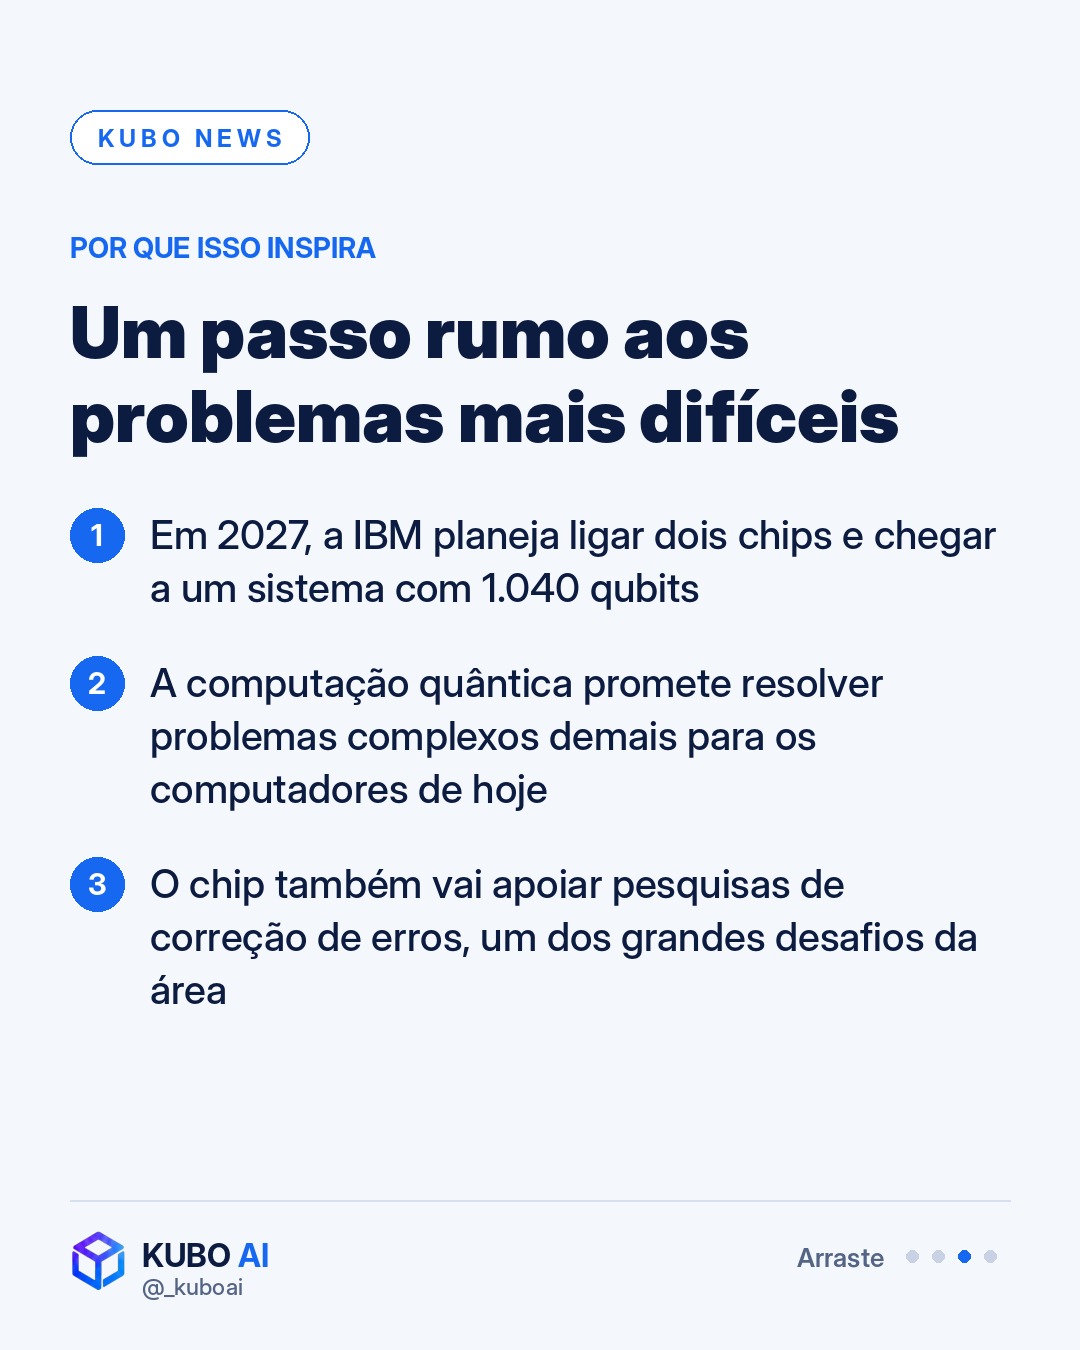 KUBO NEWS
POR QUE ISSO INSPIRA
Um passo rumo aos
problemas mais difíceis
1 Em 2027, a IBM planeja ligar dois chips e chegar
a um sistema com 1.040 qubits
2 A computação quântica promete resolver
problemas complexos demais para os
computadores de hoje
3 O chip também vai apoiar pesquisas de
correção de erros, um dos grandes desafios da
área
KUBO AI
@_kuboai
Arraste